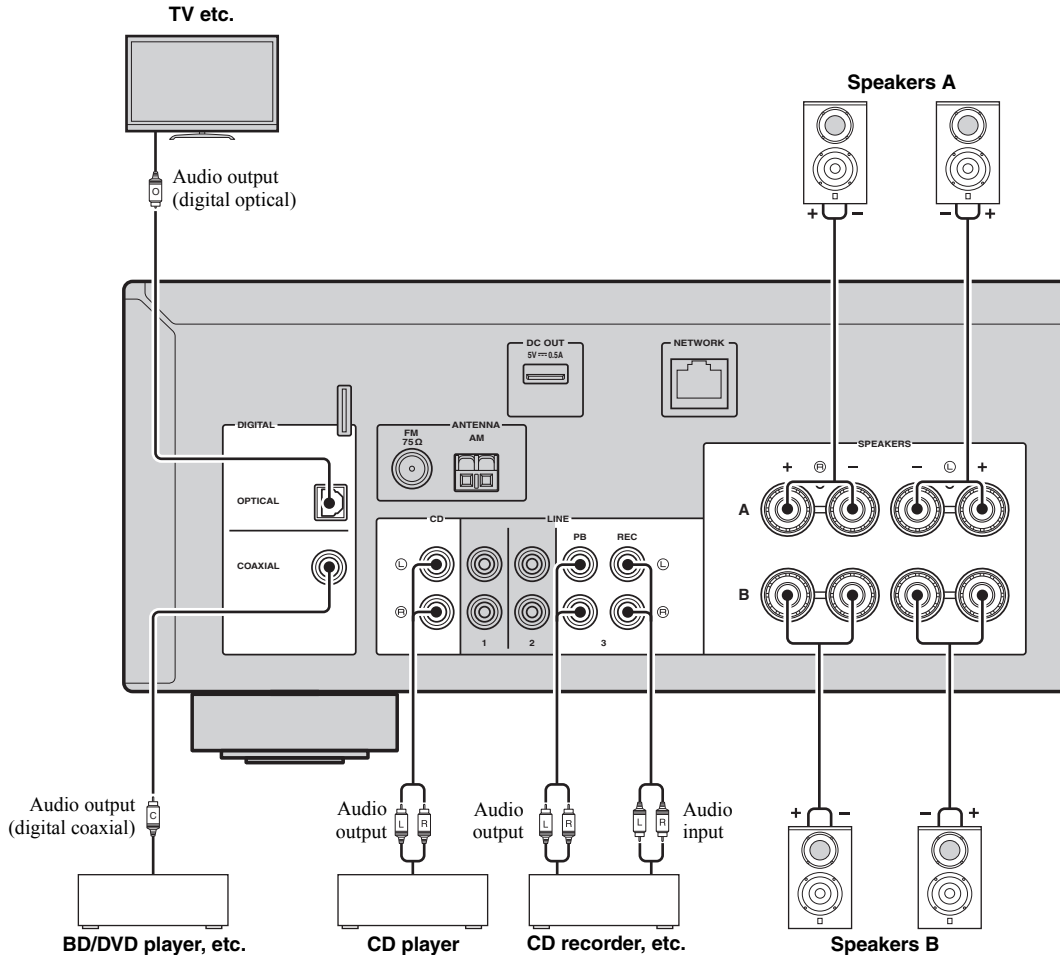 TV etc.
Speakers A
O
Audio output
(digital optical)
+ − − +
DC OUT
5V ⎓ 0.5A
NETWORK
DIGITAL
FM
75 Ω
ANTENNA
AM
SPEAKERS
+ R − − L +
OPTICAL
A
CD
LINE
PB REC
COAXIAL
L L
B
R R
1 2 3
Audio output
(digital coaxial)
C
Audio
output
L R
Audio
output
L R
L R
Audio
input
+ − − +
BD/DVD player, etc.
CD player
CD recorder, etc.
Speakers B